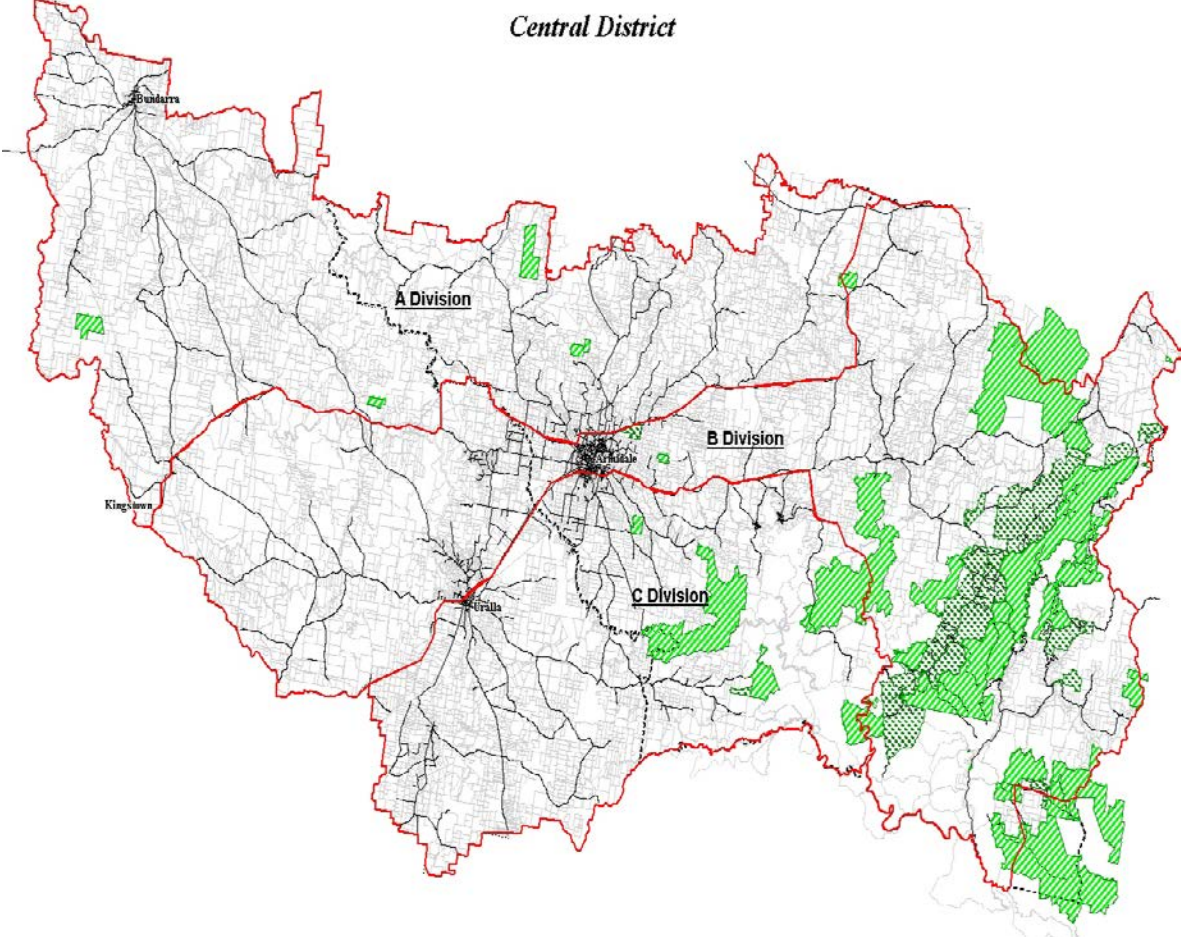 Central District
Bundarra
A Division
B Division
Armidale
Kingstown
C Division
Uralla